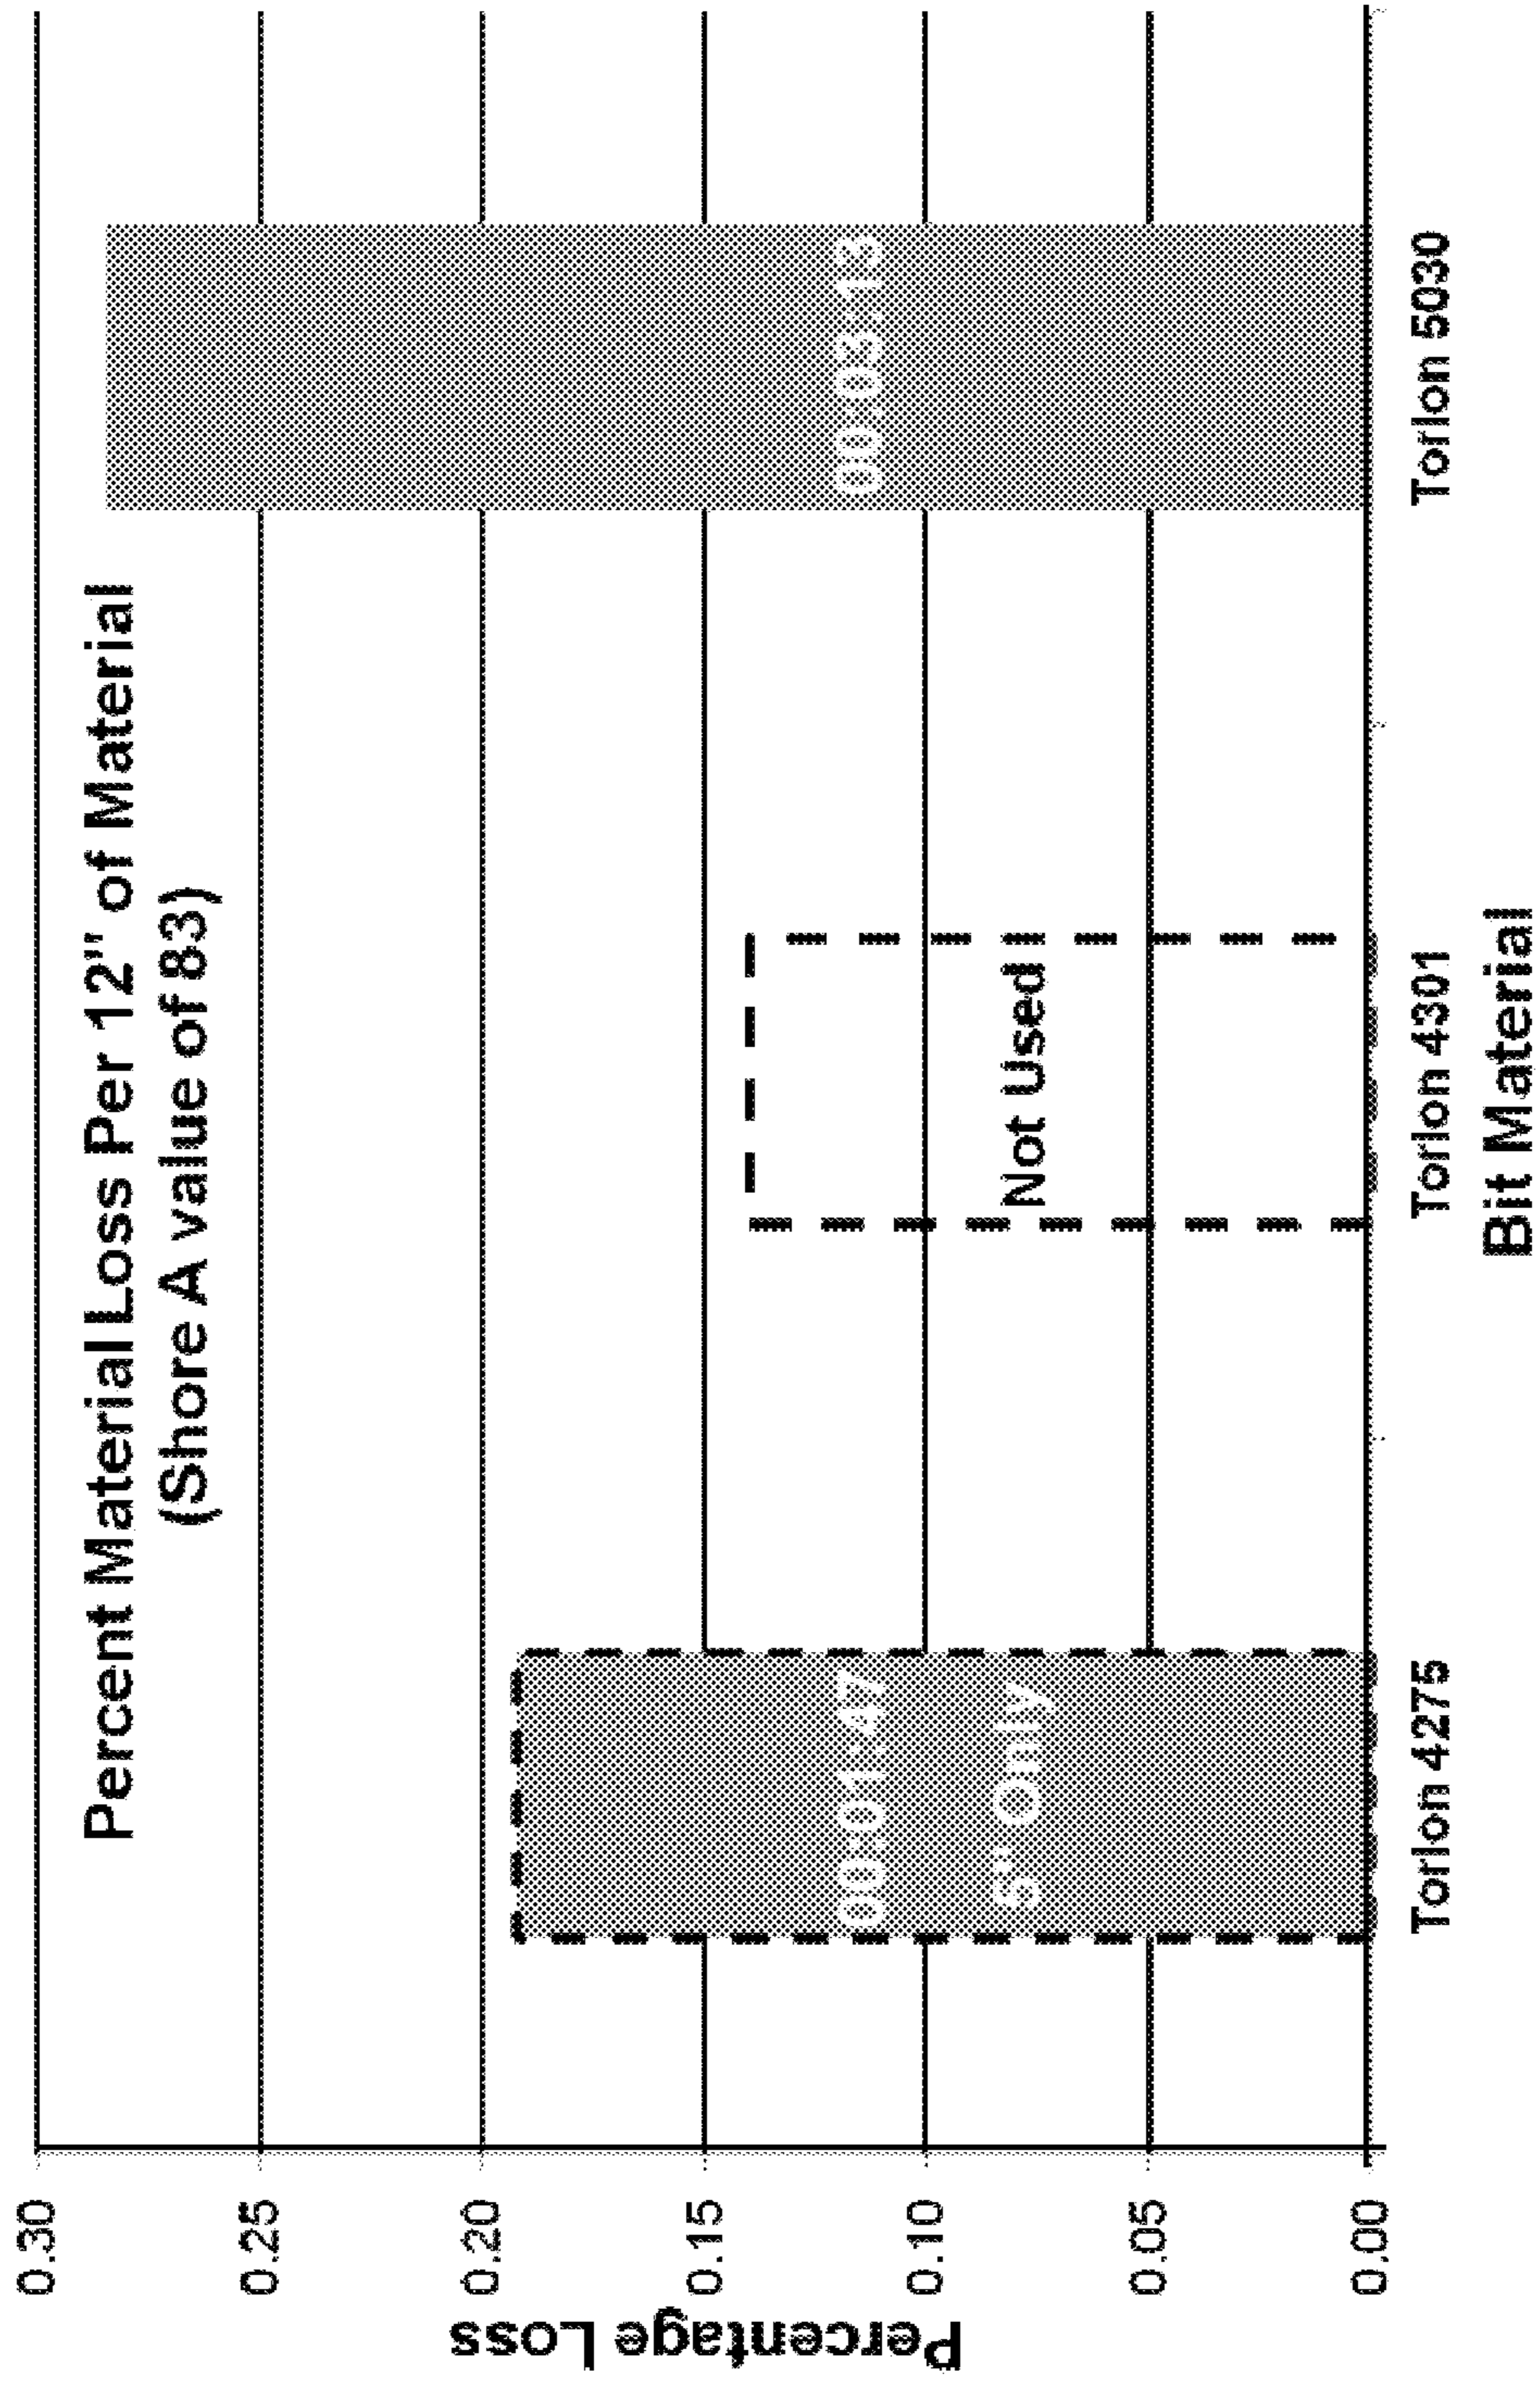 Percent Material Loss Per 12" of Material
(Shore A value of 83)
Percentage Loss
0.30
0.25
0.20
0.15
0.10
0.05
0.00
00:01:47
5" Only
Not Used
00:03:13
Torlon 4275
Torlon 4301
Torlon 5030
Bit Material